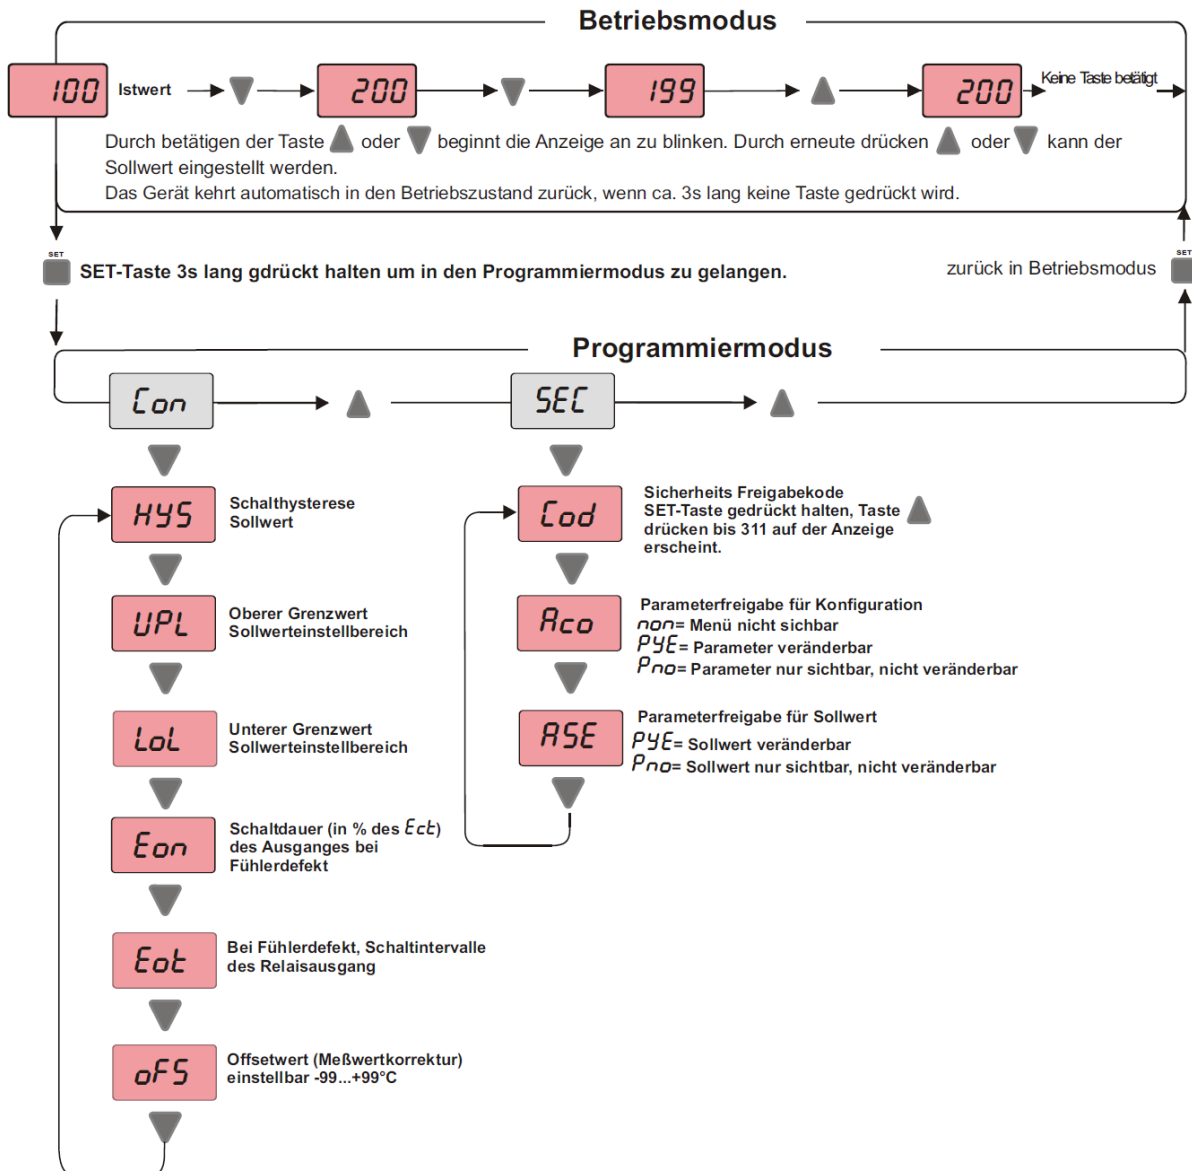 Betriebsmodus
100 Istwert 200 199 200 Keine Taste betätigt
Durch betätigen der Taste oder beginnt die Anzeige an zu blinken. Durch erneute drücken oder kann der
Sollwert eingestellt werden.
Das Gerät kehrt automatisch in den Betriebszustand zurück, wenn ca. 3s lang keine Taste gedrückt wird.
SET
SET-Taste 3s lang gdrückt halten um in den Programmiermodus zu gelangen.
zurück in Betriebsmodus
SET
Programmiermodus
Con
SEC
HYS
Schalthysterese
Sollwert
UPL
Oberer Grenzwert
Sollwerteinstellbereich
LoL
Unterer Grenzwert
Sollwerteinstellbereich
Eon
Schaltdauer (in % des Ect)
des Ausganges bei
Fühlerdefekt
Eot
Bei Fühlerdefekt, Schaltintervalle
des Relaisausgang
oFS
Offsetwert (Meßwertkorrektur)
einstellbar -99...+99°C
Cod
Sicherheits Freigabekode
SET-Taste gedrückt halten, Taste
drücken bis 311 auf der Anzeige
erscheint.
Aco
Parameterfreigabe für Konfiguration
non= Menü nicht sichbar
PYE= Parameter veränderbar
Pno= Parameter nur sichtbar, nicht veränderbar
ASE
Parameterfreigabe für Sollwert
PYE= Sollwert veränderbar
Pno= Sollwert nur sichtbar, nicht veränderbar